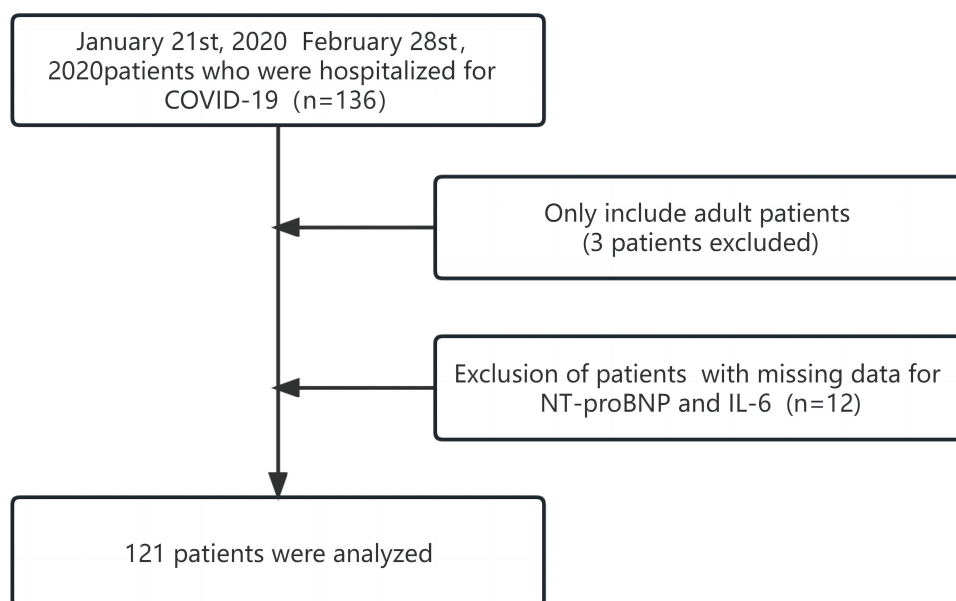 January 21st, 2020  February 28st,
2020patients who were hospitalized for
COVID-19  (n=136)
Only include adult patients
(3 patients excluded)
Exclusion of patients  with missing data for
NT-proBNP and IL-6  (n=12)
121 patients were analyzed